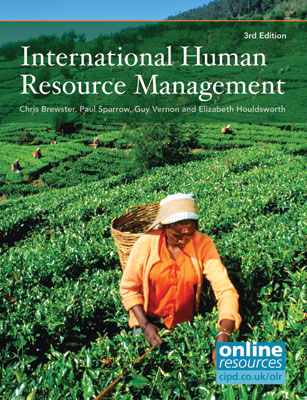 3rd Edition
International Human
Resource Management
Chris Brewster, Paul Sparrow, Guy Vernon and Elizabeth Houldsworth
online
resources
cipd.co.uk/olr